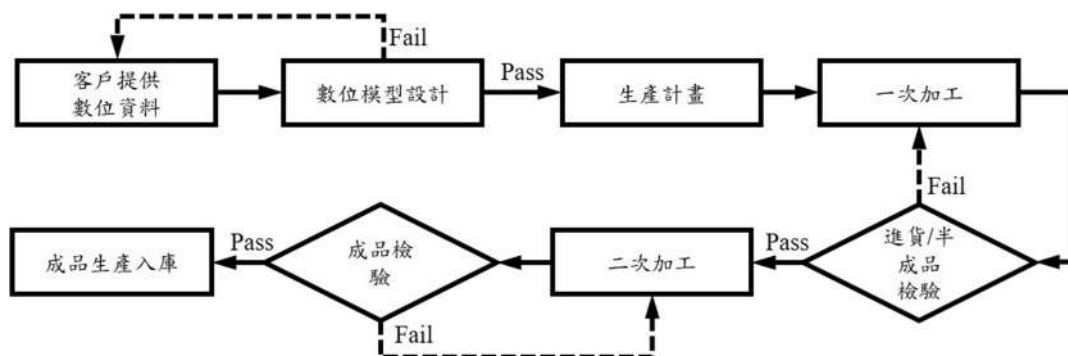 Fail
客戶提供
數位資料
數位模型設計
Pass
生產計畫
一次加工
Fail
進貨/半
成品
檢驗
Pass
二次加工
成品檢
驗
Fail
Pass
成品生產入庫